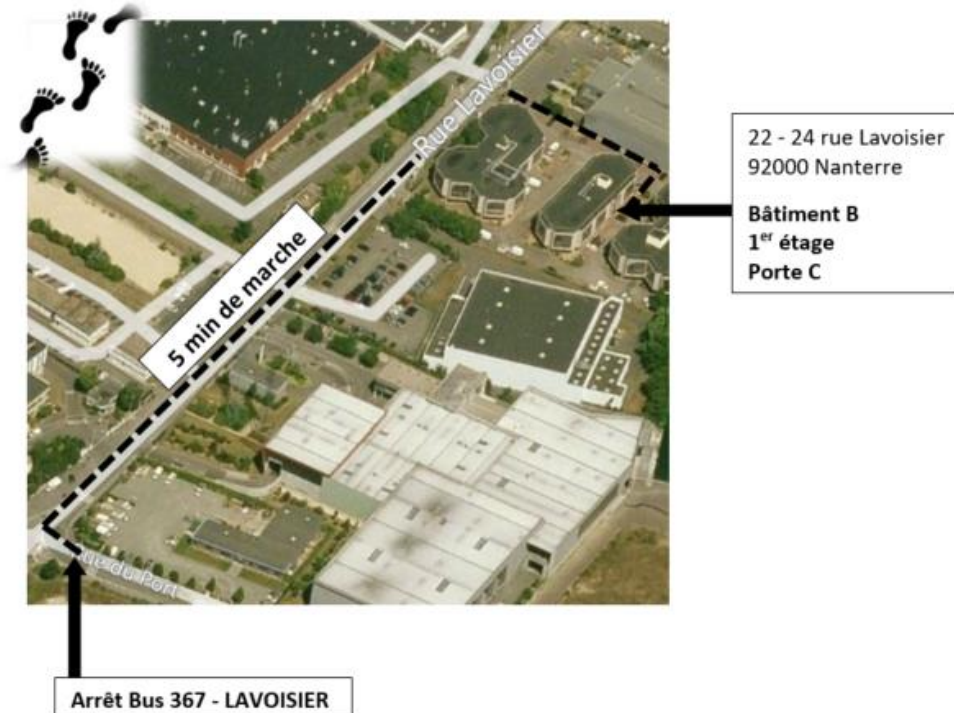 Rue Lavoisier
22 - 24 rue Lavoisier
92000 Nanterre
Bâtiment B
1er étage
Porte C
5 min de marche
Rue du Port
Arrêt Bus 367 - LAVOISIER